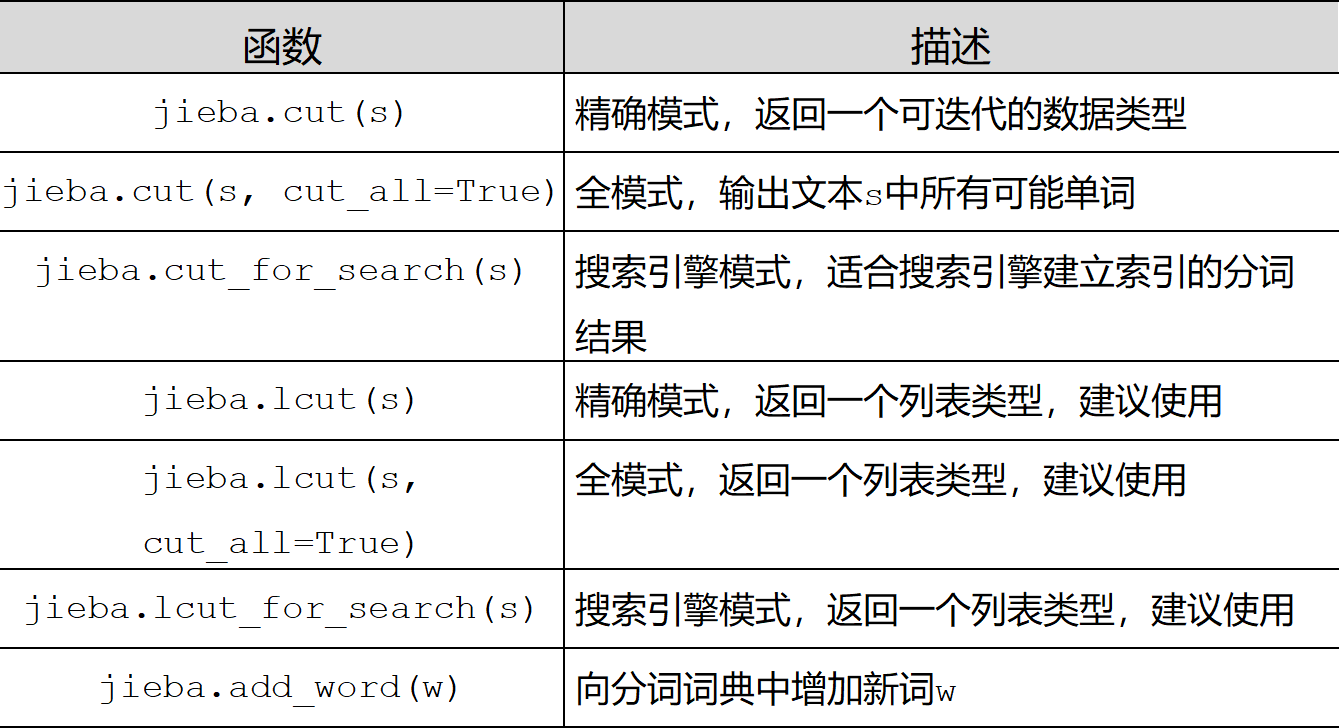 函数 描述
jieba.cut(s) 精确模式，返回一个可迭代的数据类型
jieba.cut(s, cut_all=True) 全模式，输出文本s中所有可能单词
jieba.cut_for_search(s) 搜索引擎模式，适合搜索引擎建立索引的分词
结果
jieba.lcut(s) 精确模式，返回一个列表类型，建议使用
jieba.lcut(s, 全模式，返回一个列表类型，建议使用
cut_all=True)
jieba.lcut_for_search(s) 搜索引擎模式，返回一个列表类型，建议使用
jieba.add_word(w) 向分词词典中增加新词w